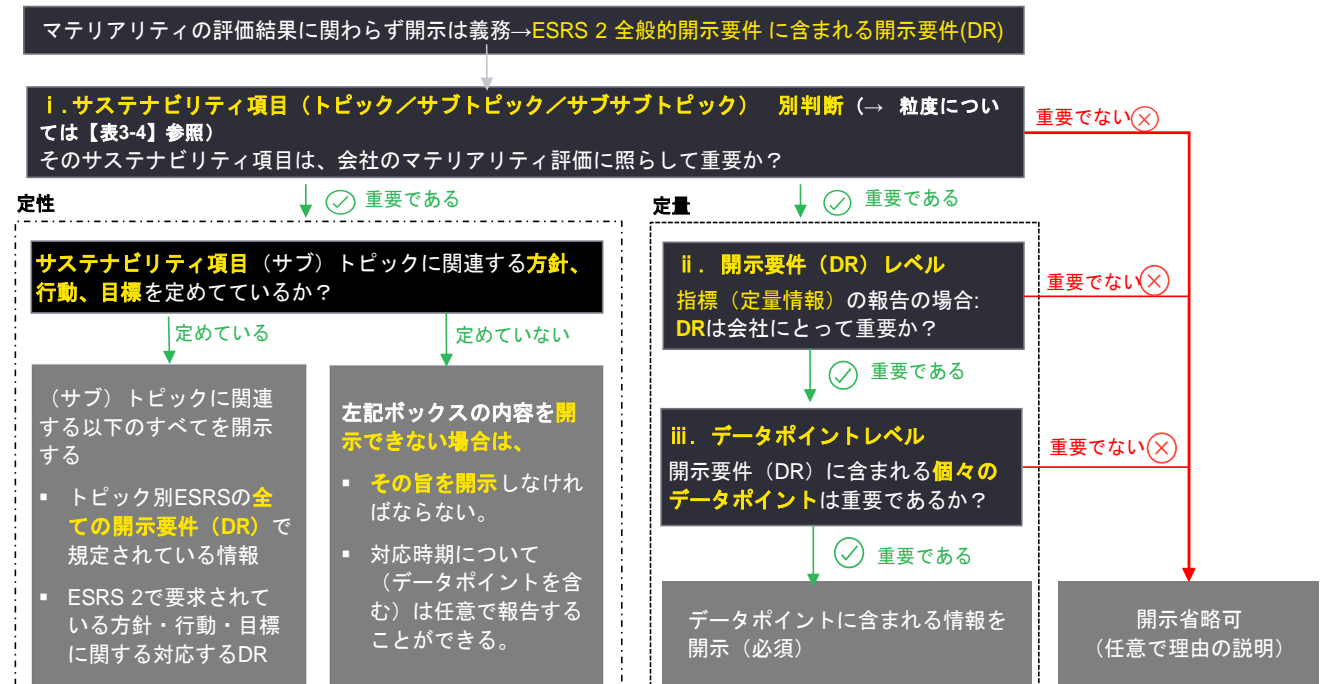 マテリアリティの評価結果に関わらず開示は義務→ESRS 2 全般的開示要件 に含まれる開示要件(DR)
ⅰ.サステナビリティ項目（トピック／サブトピック／サブサブトピック） 別判断（→ 粒度につい
ては【表3-4】参照）
そのサステナビリティ項目は、会社のマテリアリティ評価に照らして重要か？
重要でない
定性
重要である
定量
重要である
サステナビリティ項目（サブ）トピックに関連する方針、
行動、目標を定めてているか？
定めている
定めていない
（サブ）トピックに関連
する以下のすべてを開示
する
▪ トピック別ESRSの全
ての開示要件（DR）で
規定されている情報
▪ ESRS 2で要求されて
いる方針・行動・目標
に関する対応するDR
左記ボックスの内容を開
示できない場合は、
▪ その旨を開示しなけれ
ばならない。
▪ 対応時期について
（データポイントを含
む）は任意で報告する
ことができる。
ⅱ. 開示要件（DR）レベル
指標（定量情報）の報告の場合:
DRは会社にとって重要か？
重要でない
重要である
ⅲ. データポイントレベル
開示要件（DR）に含まれる個々の
データポイントは重要であるか？
重要でない
重要である
データポイントに含まれる情報を
開示（必須）
開示省略可
（任意で理由の説明）